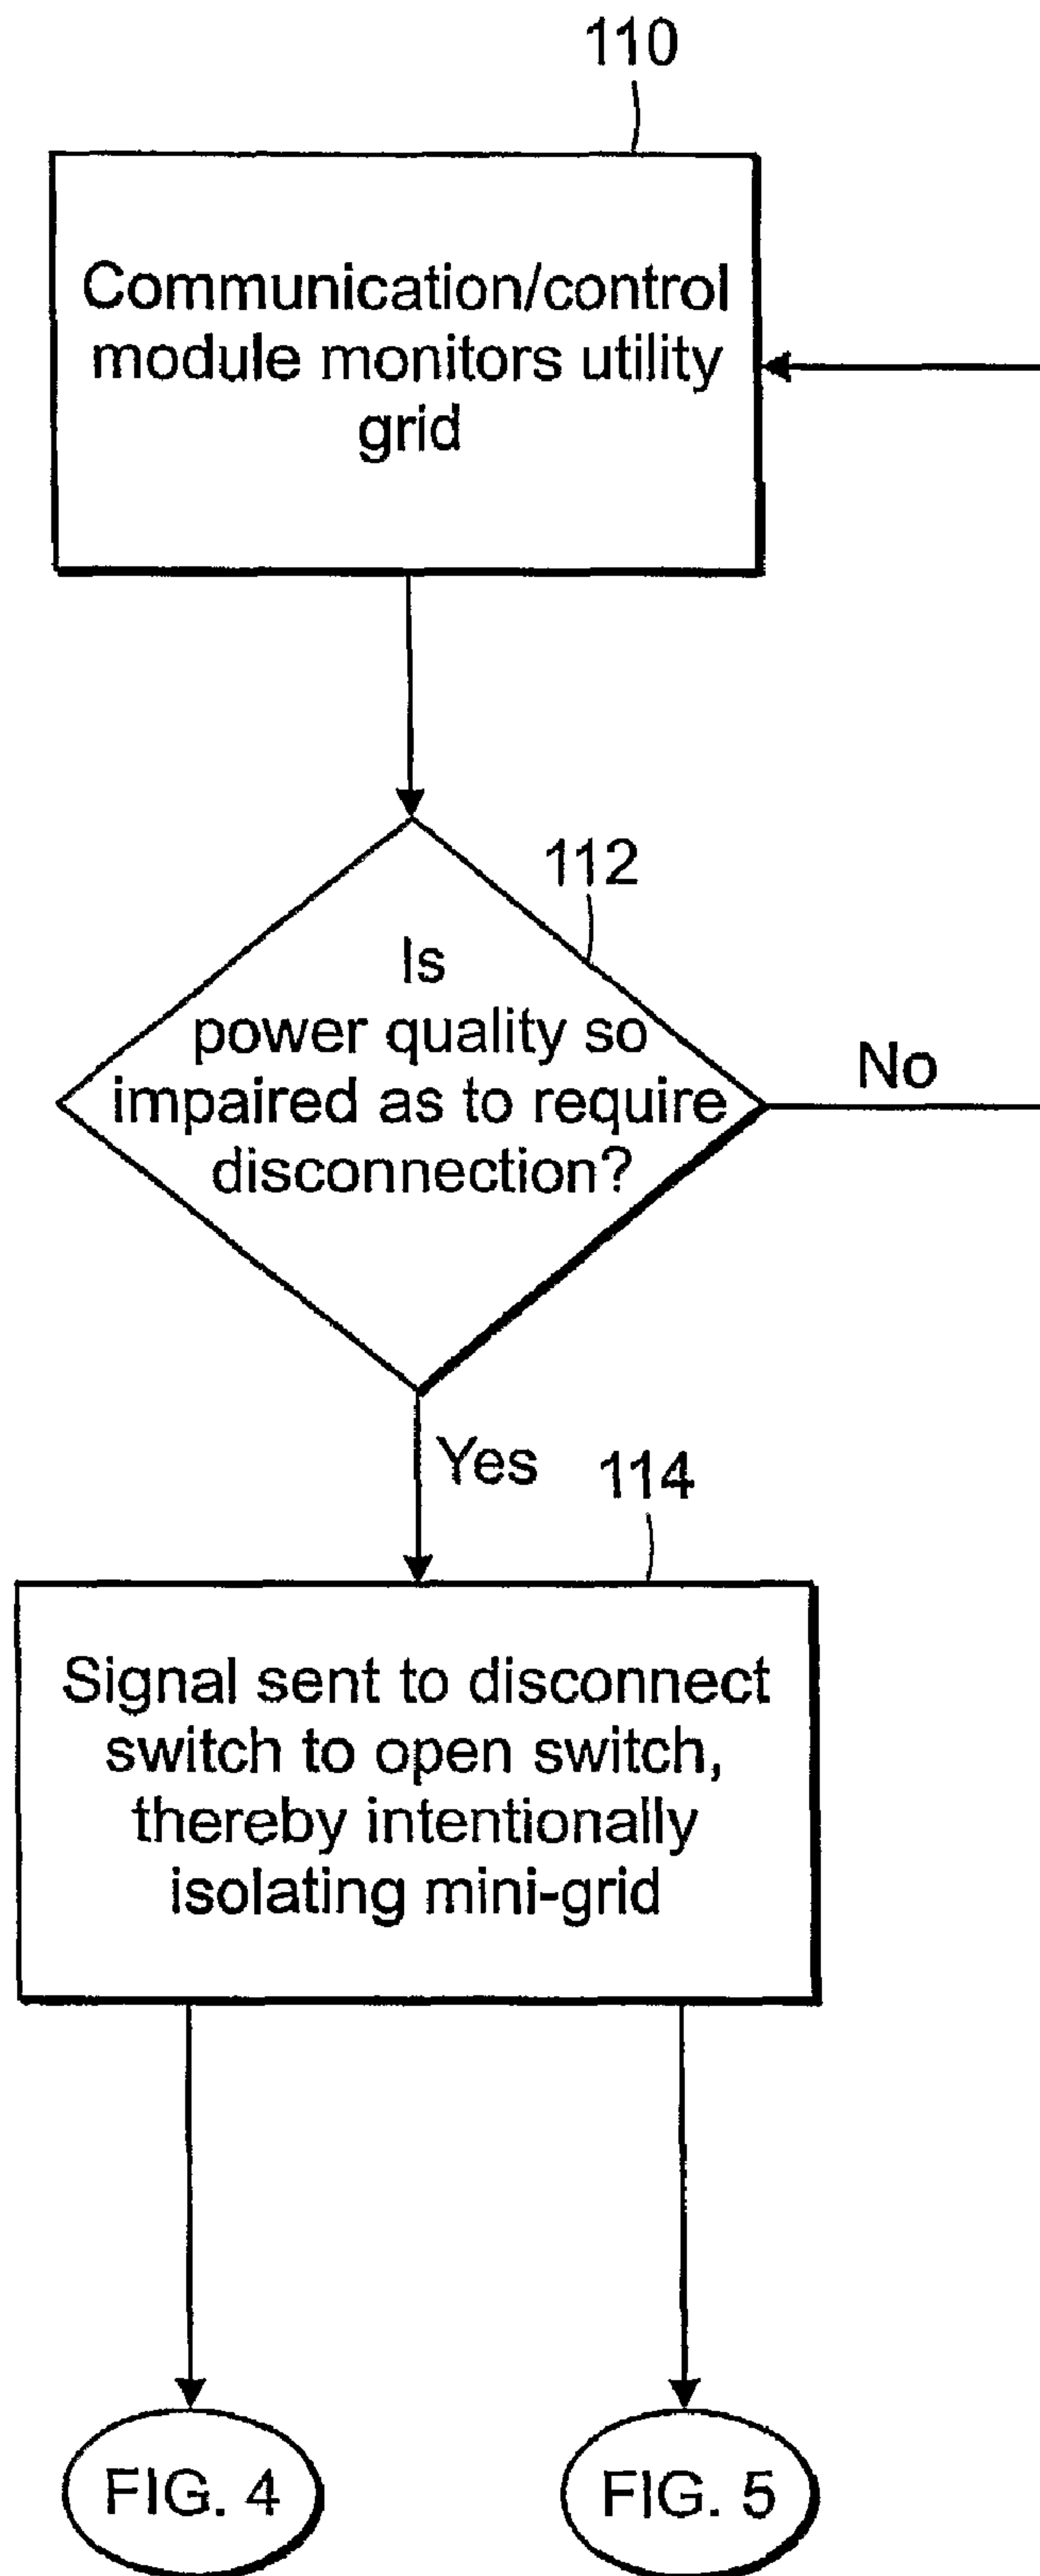 110
Communication/control
module monitors utility
grid
112
Is
power quality so
impaired as to require
disconnection?
No
Yes
114
Signal sent to disconnect
switch to open switch,
thereby intentionally
isolating mini-grid
FIG. 4
FIG. 5